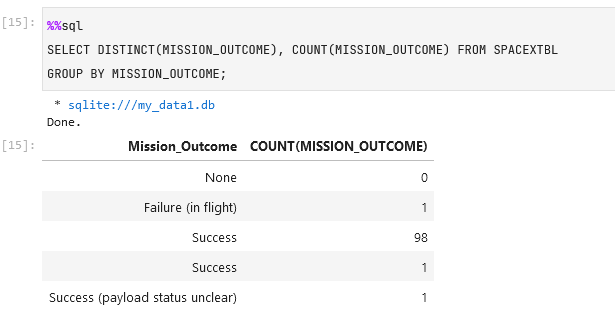 [15]: %%sql
SELECT DISTINCT(MISSION_OUTCOME), COUNT(MISSION_OUTCOME) FROM SPACEXTBL
GROUP BY MISSION_OUTCOME;
* sqlite:///my_data1.db
Done.
[15]: Mission_Outcome COUNT(MISSION_OUTCOME)
None 0
Failure (in flight) 1
Success 98
Success 1
Success (payload status unclear) 1